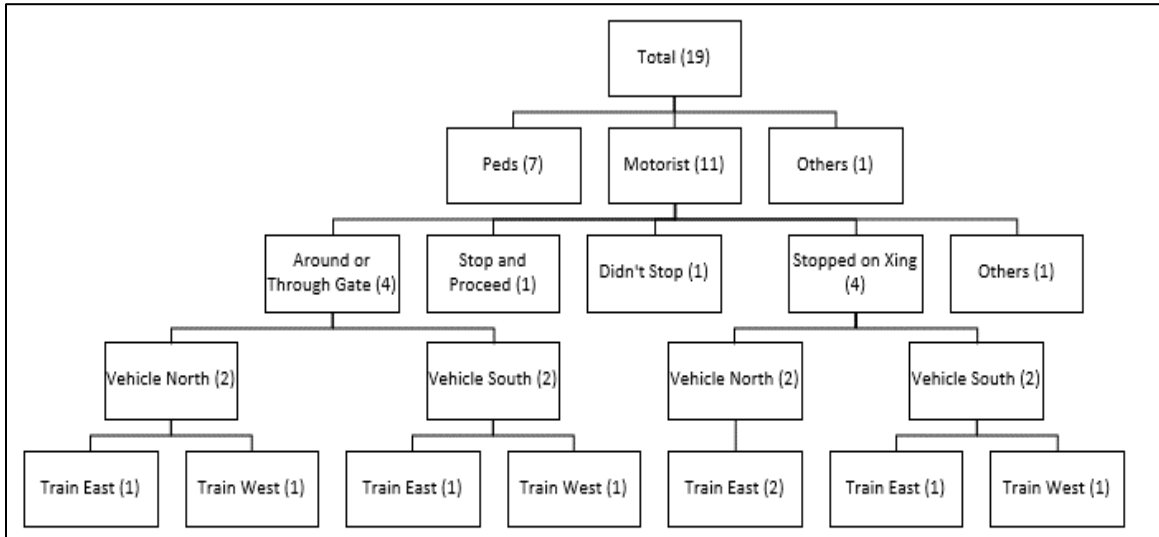 Total (19)
Peds (7)
Motorist (11)
Others (1)
Around or
Through Gate (4)
Stop and
Proceed (1)
Didn't Stop (1)
Stopped on Xing
(4)
Others (1)
Vehicle North (2)
Vehicle South (2)
Vehicle North (2)
Vehicle South (2)
Train East (1)
Train West (1)
Train East (1)
Train West (1)
Train East (2)
Train East (1)
Train West (1)